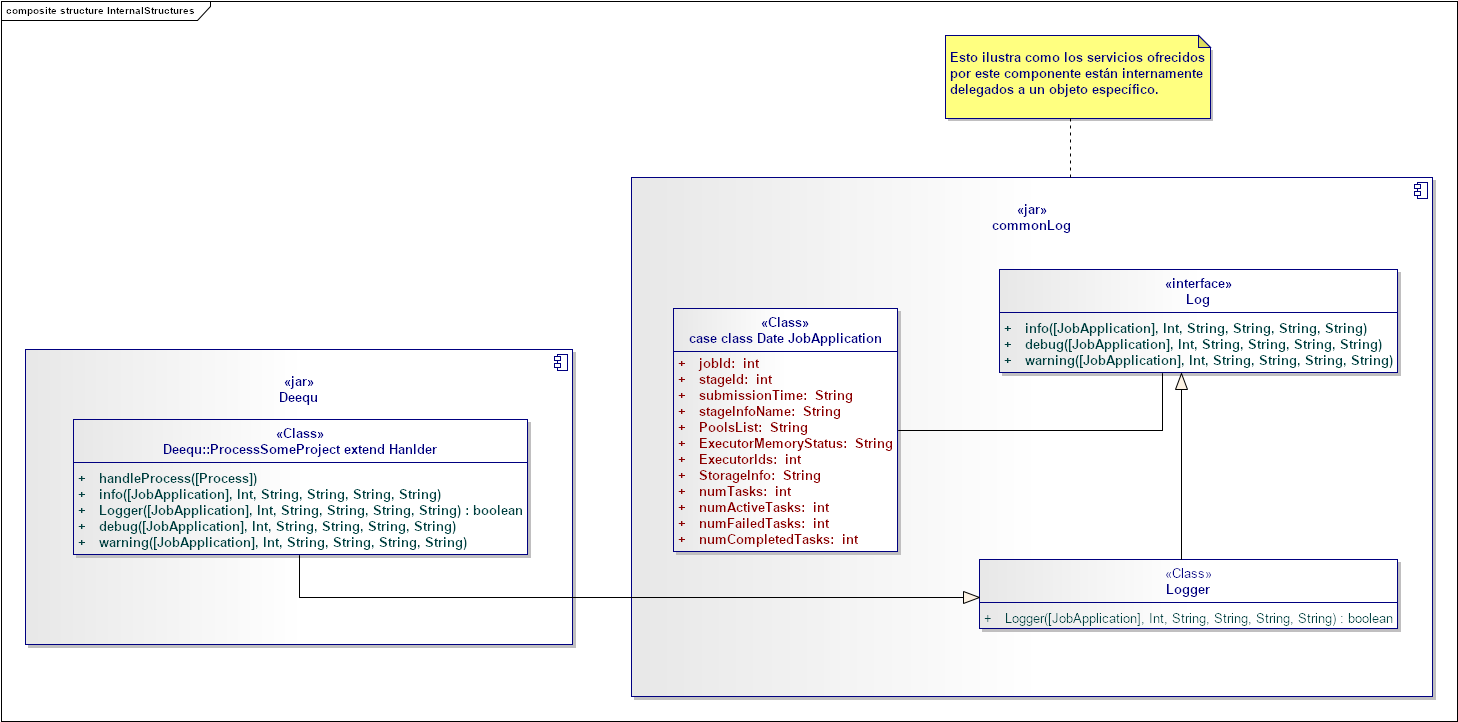 composite structure InternalStructures
Esto ilustra como los servicios ofrecidos
por este componente están internamente
delegados a un objeto específico.
«jar»
commonLog
«interface»
Log
+ info([JobApplication], Int, String, String, String, String)
+ debug([JobApplication], Int, String, String, String, String)
+ warning([JobApplication], Int, String, String, String, String)
«Class»
case class Date JobApplication
+ jobId: int
+ stageId: int
+ submissionTime: String
+ stageInfoName: String
+ PoolsList: String
+ ExecutorMemoryStatus: String
+ ExecutorIds: int
+ StorageInfo: String
+ numTasks: int
+ numActiveTasks: int
+ numFailedTasks: int
+ numCompletedTasks: int
«jar»
Deequ
«Class»
Deequ::ProcessSomeProject extend Hanlder
+ handleProcess([Process])
+ info([JobApplication], Int, String, String, String, String)
+ Logger([JobApplication], Int, String, String, String, String) : boolean
+ debug([JobApplication], Int, String, String, String, String)
+ warning([JobApplication], Int, String, String, String, String)
«Class»
Logger
+ Logger([JobApplication], Int, String, String, String, String) : boolean